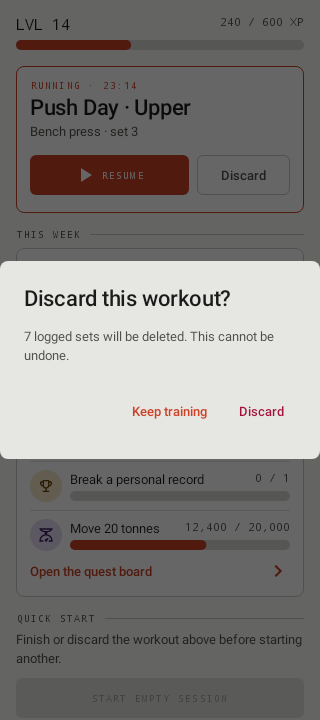 LVL 14
240 / 600 XP
RUNNING · 23:14
Push Day · Upper
Bench press · set 3
RESUME
Discard
THIS WEEK
Discard this workout?
7 logged sets will be deleted. This cannot be
undone.
Keep training
Discard
Break a personal record
0 / 1
Move 20 tonnes
12,400 / 20,000
Open the quest board
QUICK START
Finish or discard the workout above before starting
another.
START EMPTY SESSION